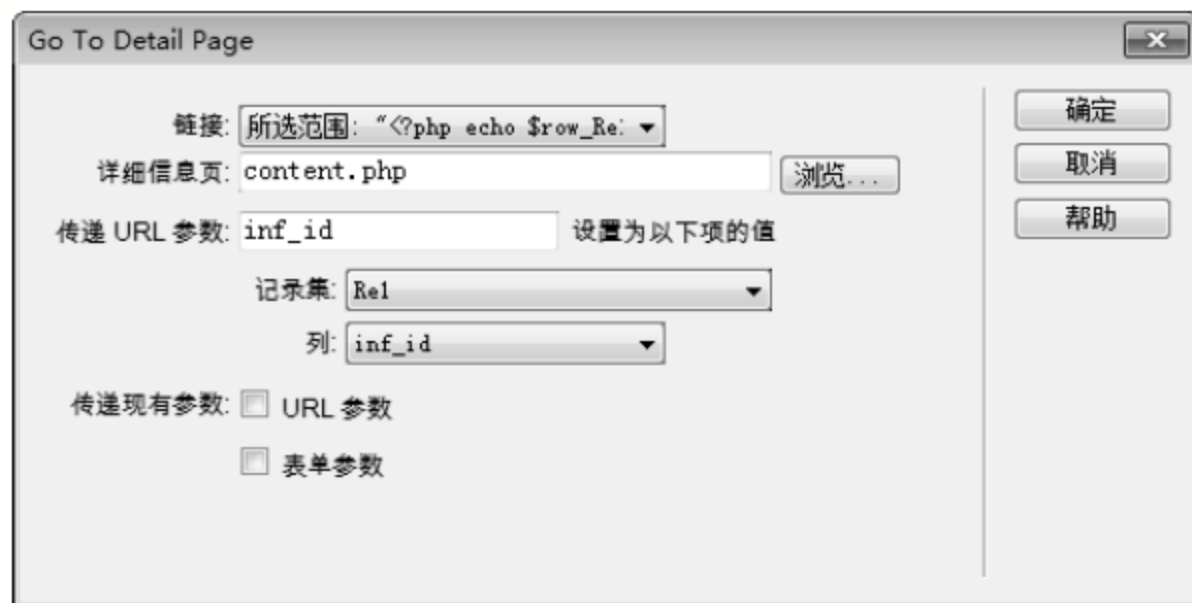 Go To Detail Page
链接: 所选范围: "<?php echo $row_Re1
确定
详细信息页: content.php 浏览...
取消
传递 URL 参数: inf_id 设置为以下项的值
帮助
记录集: Re1
列: inf_id
传递现有参数: URL 参数
表单参数